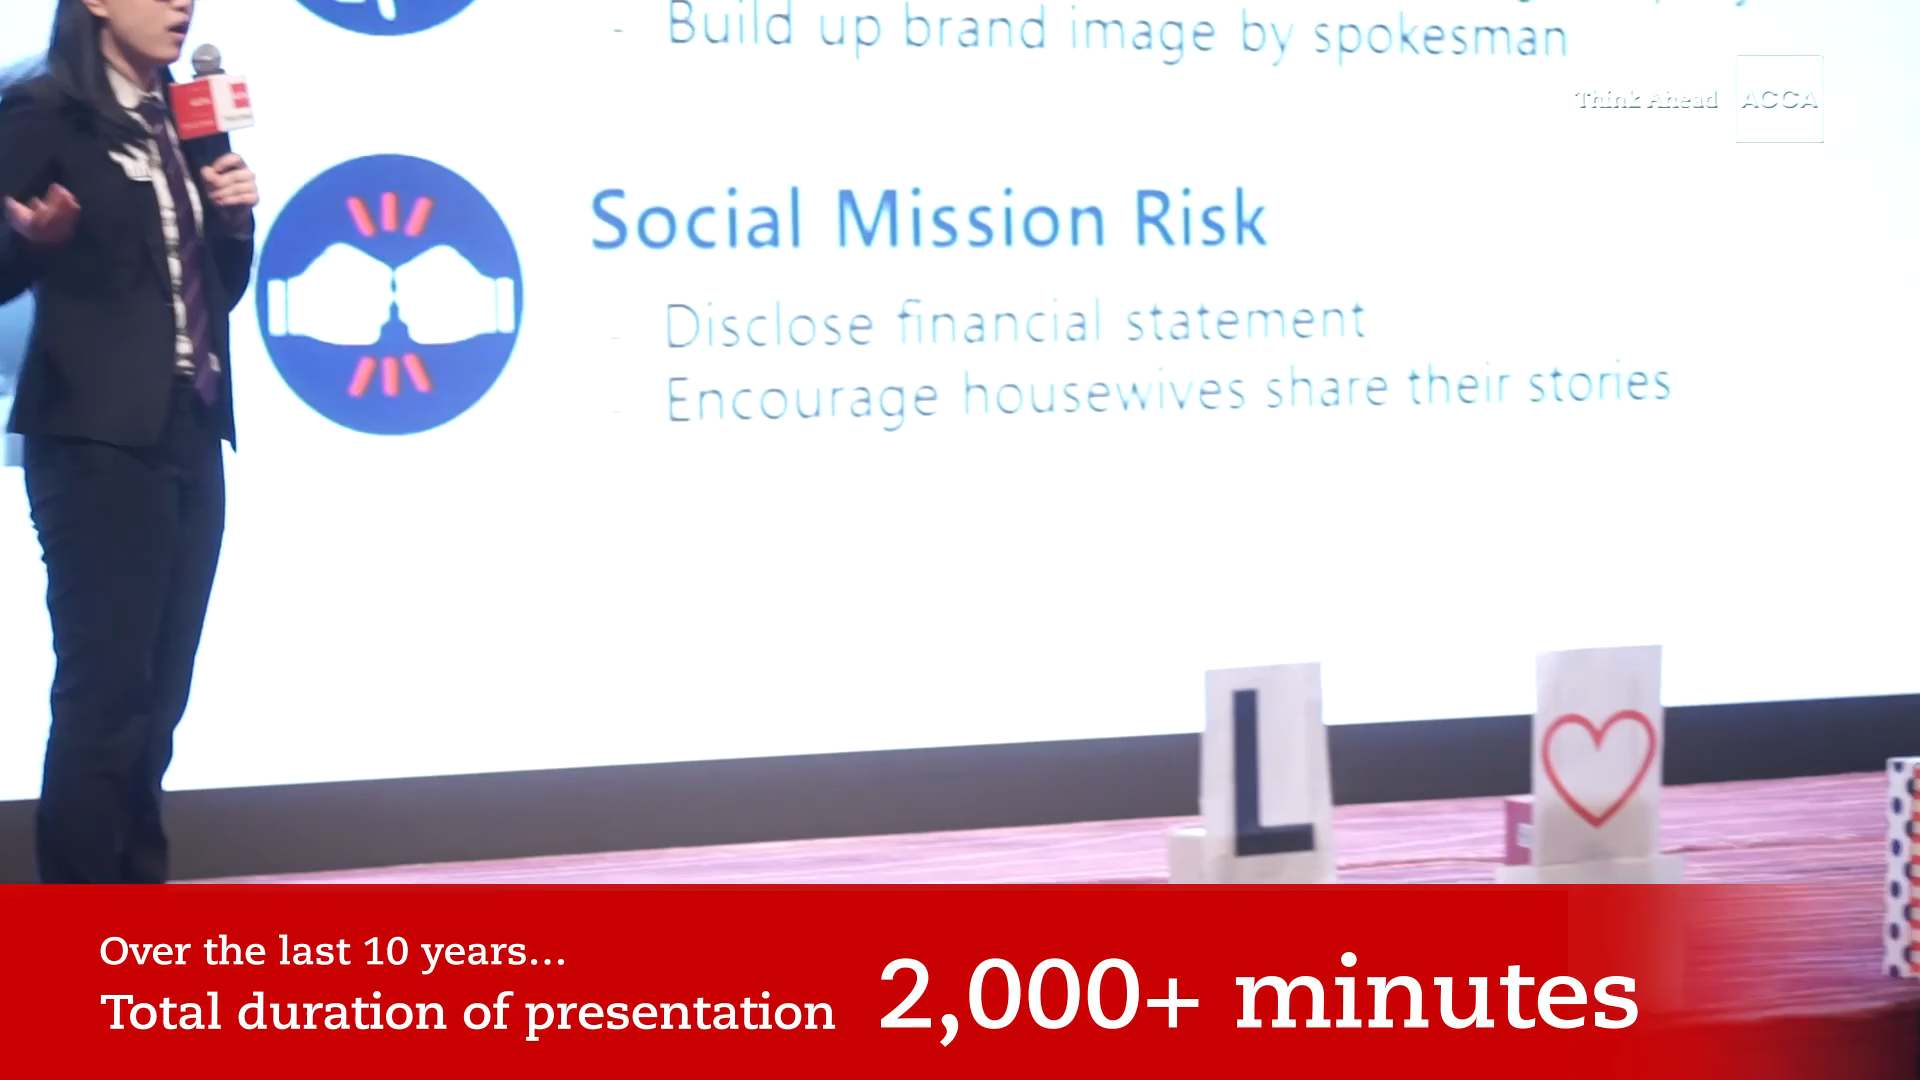 - Build up brand image by spokesman
Think Ahead ACCA
Social Mission Risk
- Disclose financial statement
- Encourage housewives share their stories
L
Over the last 10 years...
Total duration of presentation 2,000+ minutes